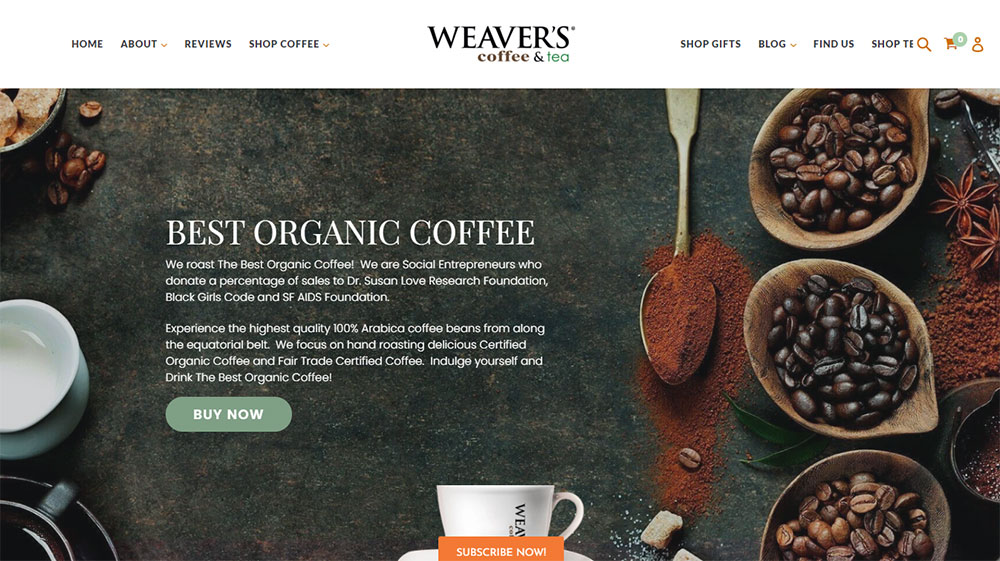 HOME ABOUT REVIEWS SHOP COFFEE
WEAVER'S®
coffee & tea
SHOP GIFTS BLOG FIND US SHOP TE
0
BEST ORGANIC COFFEE
We roast The Best Organic Coffee! We are Social Entrepreneurs who
donate a percentage of sales to Dr. Susan Love Research Foundation,
Black Girls Code and SF AIDS Foundation.
Experience the highest quality 100% Arabica coffee beans from along
the equatorial belt. We focus on hand roasting delicious Certified
Organic Coffee and Fair Trade Certified Coffee. Indulge yourself and
Drink The Best Organic Coffee!
BUY NOW
WEAV
SUBSCRIBE NOW!